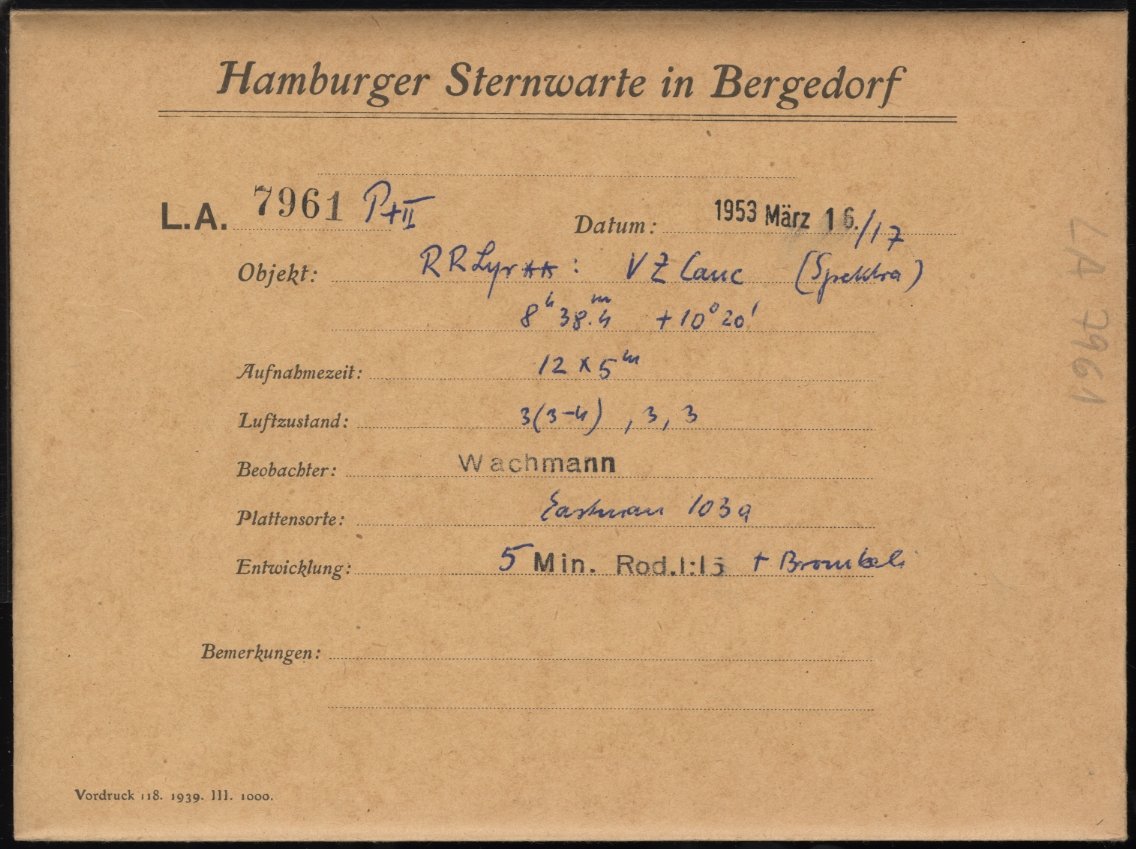 Hamburger Sternwarte in Bergedorf
L.A. 7961 P+II Datum: 1953 März 16./17
Objekt: RR Lyr ** : VZ Canc (Spektra)
8h 38.m4 +10° 20'
Aufnahmezeit: 12 x 5m
Luftzustand: 3(3-4), 3, 3
Beobachter: Wachmann
Plattensorte: Eastman 103a
Entwicklung: 5 Min. Rod.1:15 + Bromkali
Bemerkungen:
Vordruck 118. 1939. III. 1000.
LA 7961